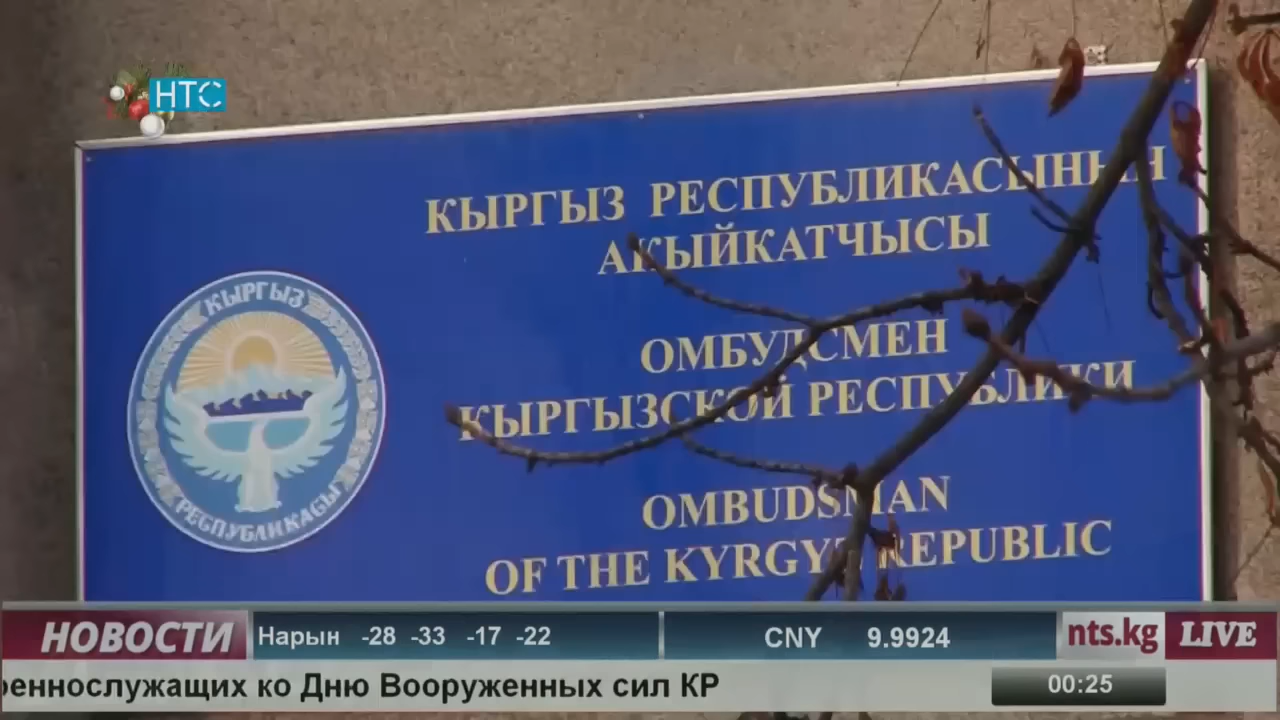 НТС
КЫРГЫЗ РЕСПУБЛИКАСЫНЫН
АКЫЙКАТЧЫСЫ
ОМБУДСМЕН
КЫРГЫЗСКОЙ РЕСПУБЛИКИ
OMBUDSMAN
OF THE KYRGYZ REPUBLIC
КЫРГЫЗ
РЕСПУБЛИКАСЫ
НОВОСТИ Нарын -28 -33 -17 -22 CNY 9.9924 nts.kg LIVE
оеннослужащих ко Дню Вооруженных сил КР 00:25